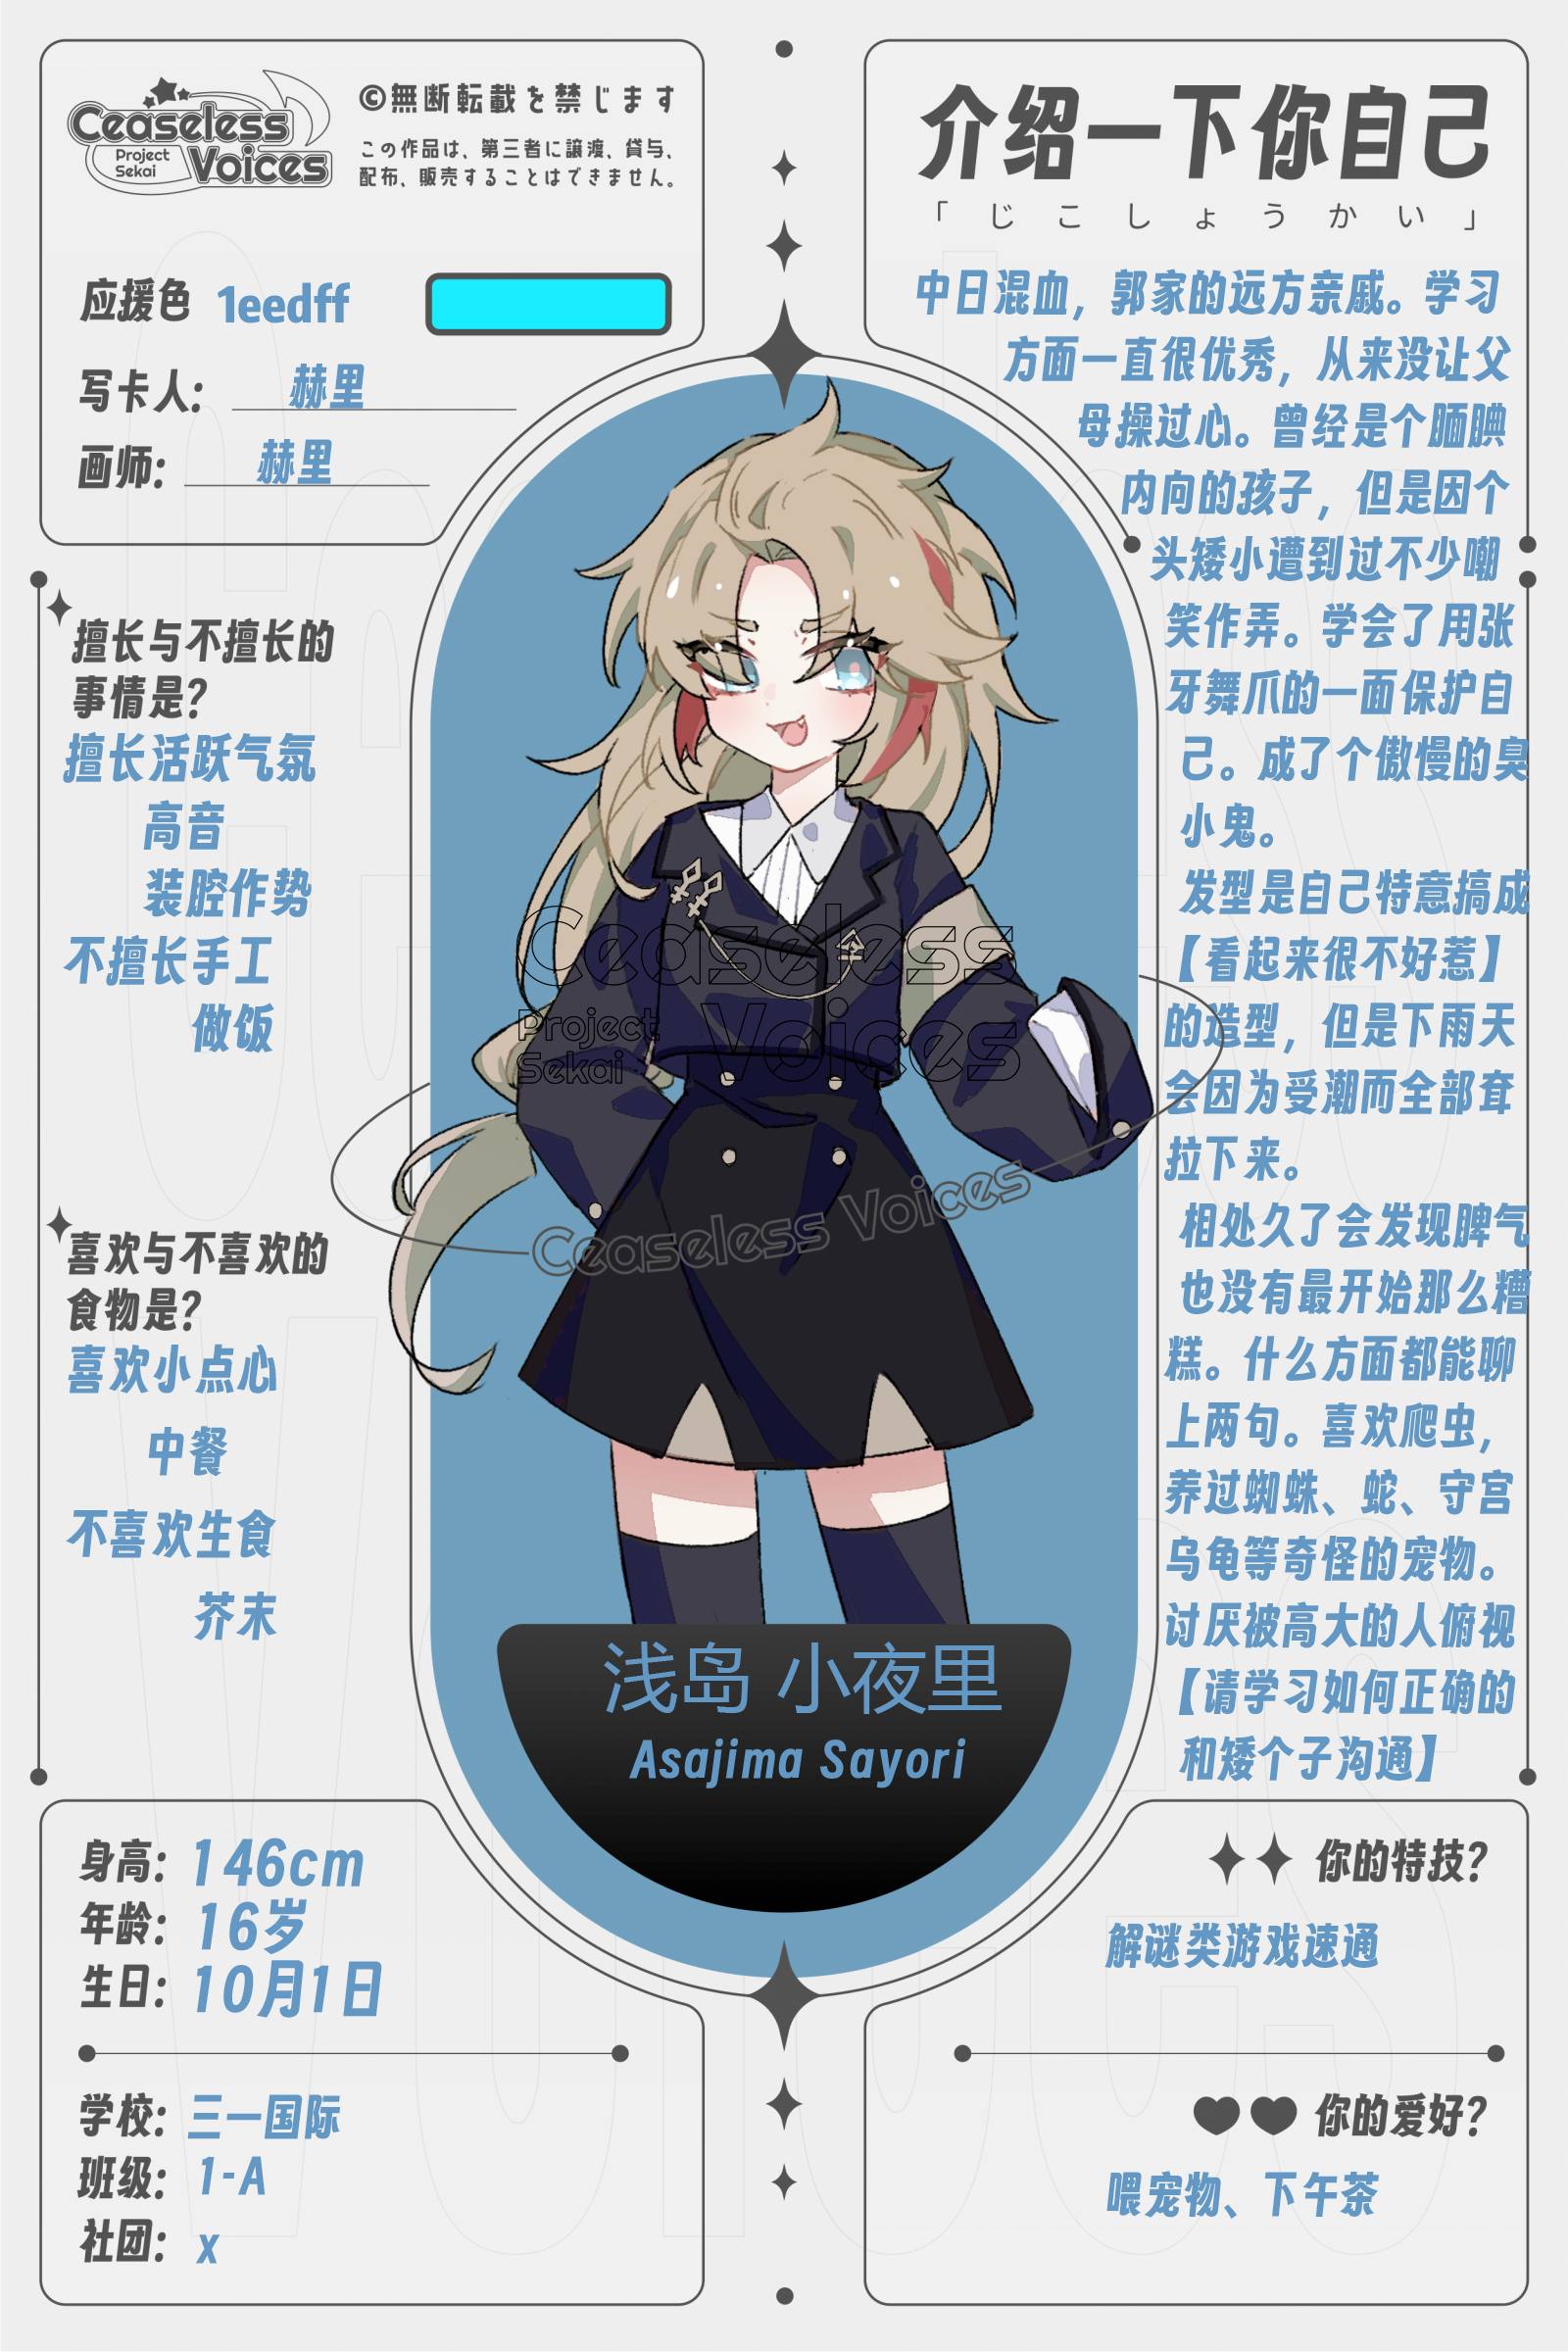 Ceaseless
Voices
Project
Sekai
©無断転載を禁じます
この作品は、第三者に譲渡、貸与、
配布、販売することはできません。
应援色 1eedff
写卡人: 赫里
画师: 赫里
介绍一下你自己
「じこしょうかい」
中日混血，郭家的远方亲戚。学习
方面一直很优秀，从来没让父
母操过心。曾经是个腼腆
内向的孩子，但是因个
头矮小遭到过不少嘲
笑作弄。学会了用张
牙舞爪的一面保护自
己。成了个傲慢的臭
小鬼。
发型是自己特意搞成
【看起来很不好惹】
的造型，但是下雨天
会因为受潮而全部耷
拉下来。
相处久了会发现脾气
也没有最开始那么糟
糕。什么方面都能聊
上两句。喜欢爬虫，
养过蜘蛛、蛇、守宫
乌龟等奇怪的宠物。
讨厌被高大的人俯视
【请学习如何正确的
和矮个子沟通】
擅长与不擅长的
事情是?
擅长活跃气氛
高音
装腔作势
不擅长手工
做饭
喜欢与不喜欢的
食物是?
喜欢小点心
中餐
不喜欢生食
芥末
Ceaseless
Project
Sekai
Voices
Ceaseless Voices
浅岛 小夜里
Asajima Sayori
身高: 146cm
年龄: 16岁
生日: 10月1日
学校: 三一国际
班级: 1-A
社团: x
你的特技?
解谜类游戏速通
你的爱好?
喂宠物、下午茶